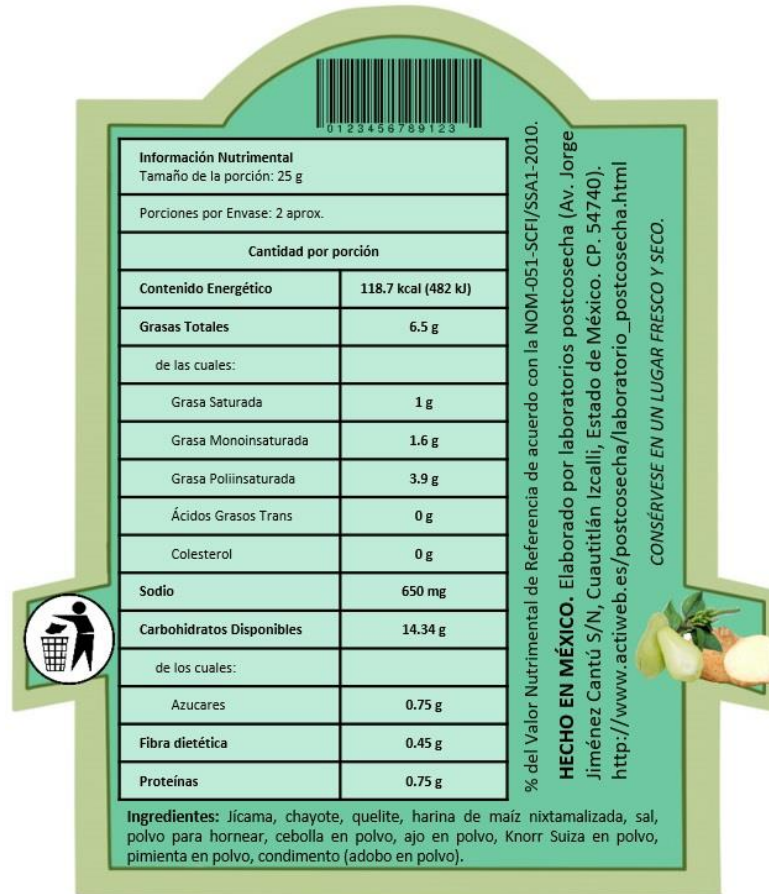 0123456789123
Información Nutrimental
Tamaño de la porción: 25 g
Porciones por Envase: 2 aprox.
Cantidad por porción
Contenido Energético 118.7 kcal (482 kJ)
Grasas Totales 6.5 g
de las cuales:
Grasa Saturada 1 g
Grasa Monoinsaturada 1.6 g
Grasa Poliinsaturada 3.9 g
Ácidos Grasos Trans 0 g
Colesterol 0 g
Sodio 650 mg
Carbohidratos Disponibles 14.34 g
de los cuales:
Azucares 0.75 g
Fibra dietética 0.45 g
Proteínas 0.75 g
Ingredientes: Jícama, chayote, quelite, harina de maíz nixtamalizada, sal,
polvo para hornear, cebolla en polvo, ajo en polvo, Knorr Suiza en polvo,
pimienta en polvo, condimento (adobo en polvo).
% del Valor Nutrimental de Referencia de acuerdo con la NOM-051-SCFI/SSA1-2010.
HECHO EN MÉXICO. Elaborado por laboratorios postcosecha (Av. Jorge
Jiménez Cantú S/N, Cuautitlán Izcalli, Estado de México. CP. 54740).
http://www.actiweb.es/postcosecha/laboratorio_postcosecha.html
CONSÉRVESE EN UN LUGAR FRESCO Y SECO.